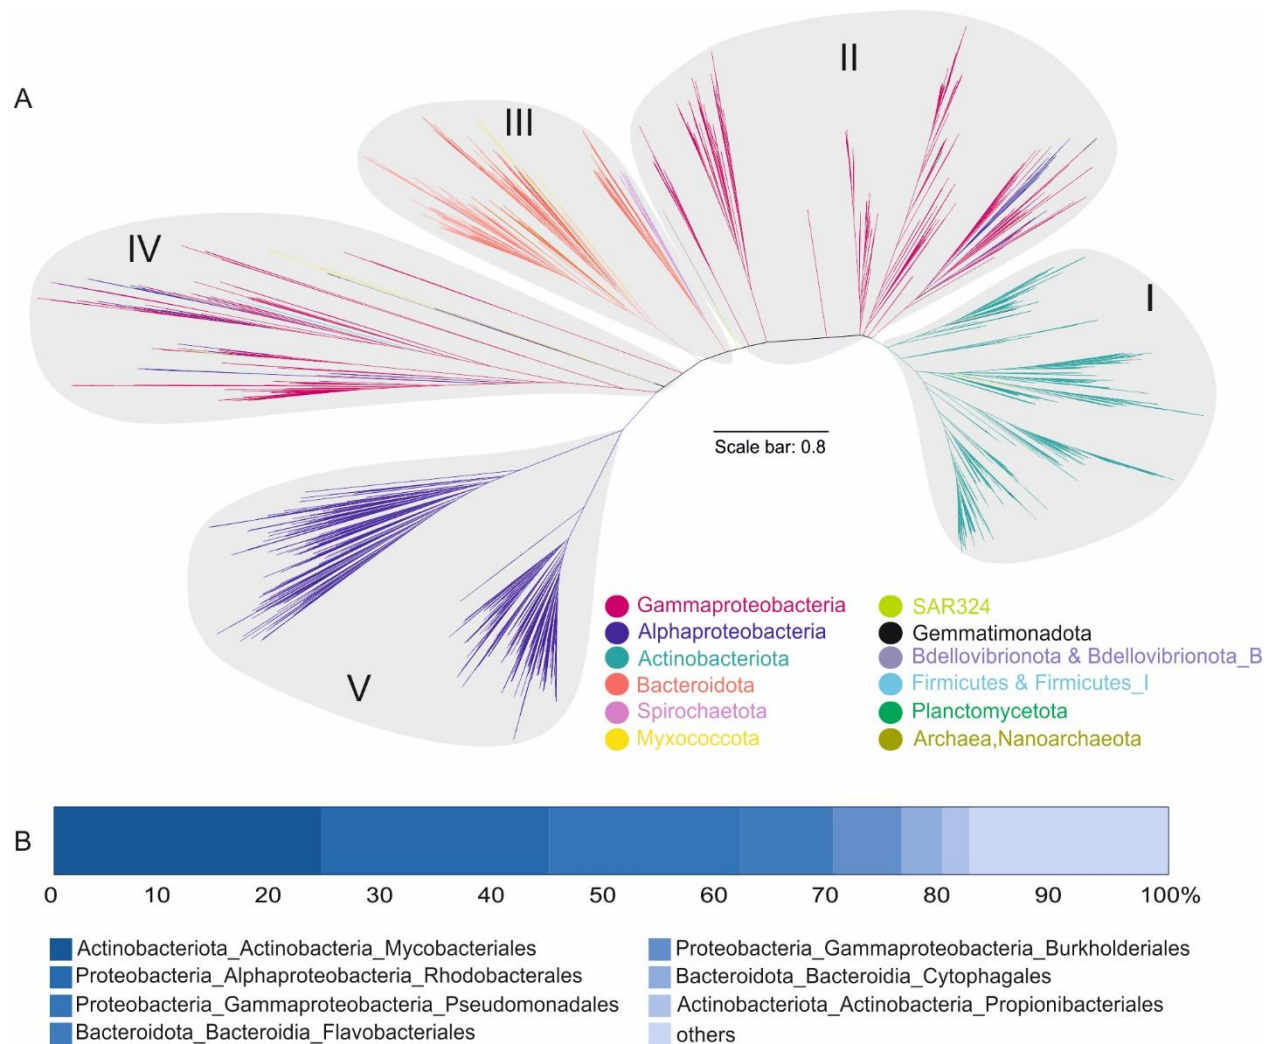 A
II
III
I
IV
Scale bar: 0.8
V
Gammaproteobacteria
Alphaproteobacteria
Actinobacteriota
Bacteroidota
Spirochaetota
Myxococcota
SAR324
Gemmatimonadota
Bdellovibrionota & Bdellovibrionota_B
Firmicutes & Firmicutes_I
Planctomycetota
Archaea,Nanoarchaeota
B
0 10 20 30 40 50 60 70 80 90 100%
Actinobacteriota_Actinobacteria_Mycobacteriales
Proteobacteria_Alphaproteobacteria_Rhodobacterales
Proteobacteria_Gammaproteobacteria_Pseudomonadales
Bacteroidota_Bacteroidia_Flavobacteriales
Proteobacteria_Gammaproteobacteria_Burkholderiales
Bacteroidota_Bacteroidia_Cytophagales
Actinobacteriota_Actinobacteria_Propionibacteriales
others